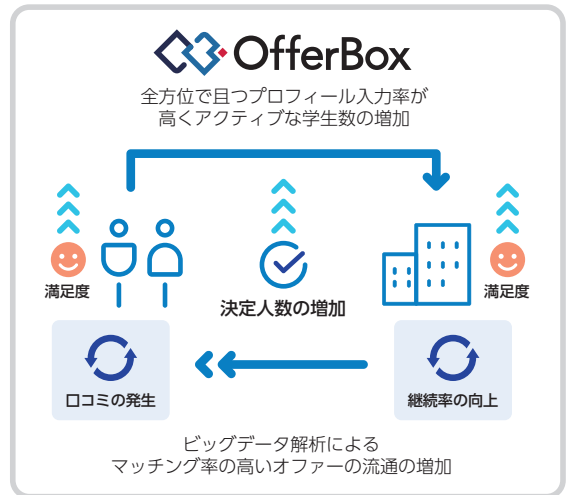 OfferBox
全方位で且つプロフィール入力率が
高くアクティブな学生数の増加
満足度
決定人数の増加
満足度
口コミの発生
継続率の向上
ビッグデータ解析による
マッチング率の高いオファーの流通の増加